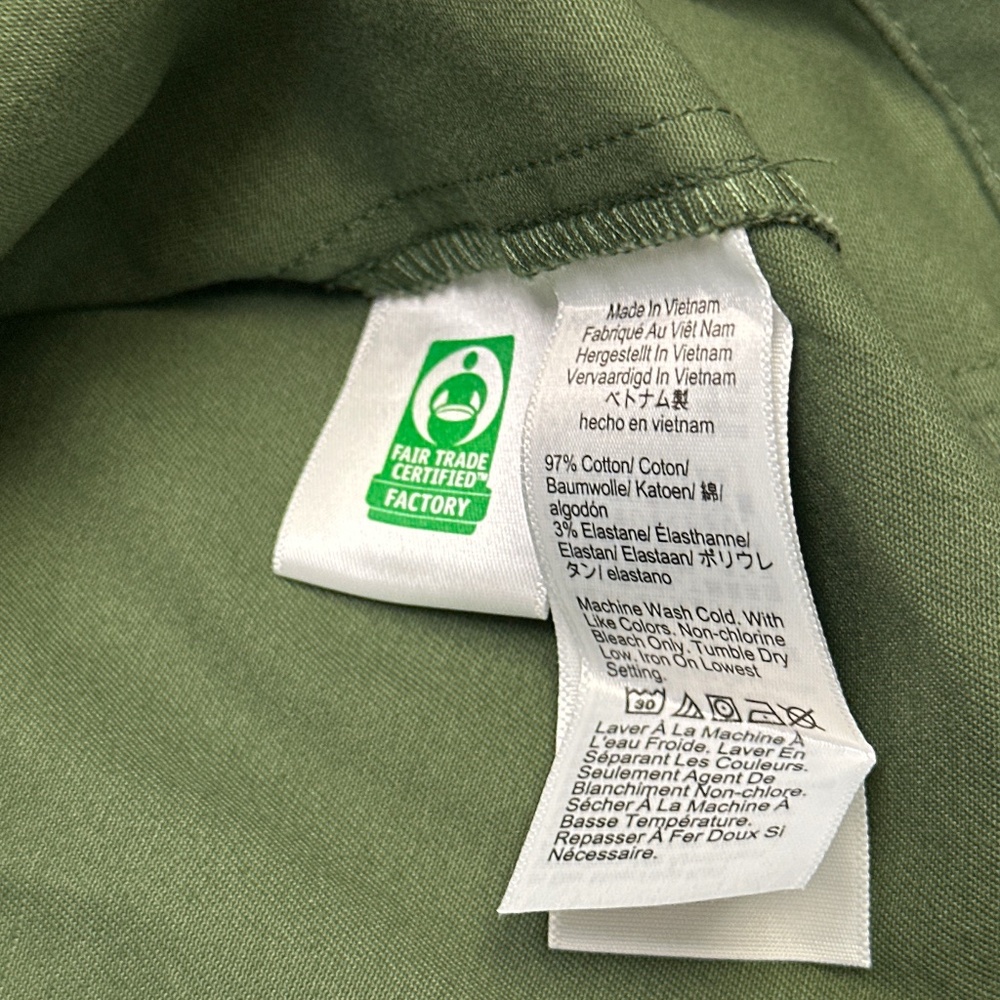 FAIR TRADE
CERTIFIED™
FACTORY
Made In Vietnam
Fabriqué Au Viêt Nam
Hergestellt In Vietnam
Vervaardigd In Vietnam
ベトナム製
hecho en vietnam
97% Cotton/ Coton/
Baumwolle/ Katoen/ 綿/
algodón
3% Elastane/ Élasthanne/
Elastan/ Elastaan/ ポリウレ
タン/ elastano
Machine Wash Cold. With
Like Colors. Non-chlorine
Bleach Only. Tumble Dry
Low. Iron On Lowest
Setting.
30
Laver À La Machine À
L'eau Froide. Laver En
Séparant Les Couleurs.
Seulement Agent De
Blanchiment Non-chlore.
Sécher À La Machine À
Basse Température.
Repasser À Fer Doux Si
Nécessaire.